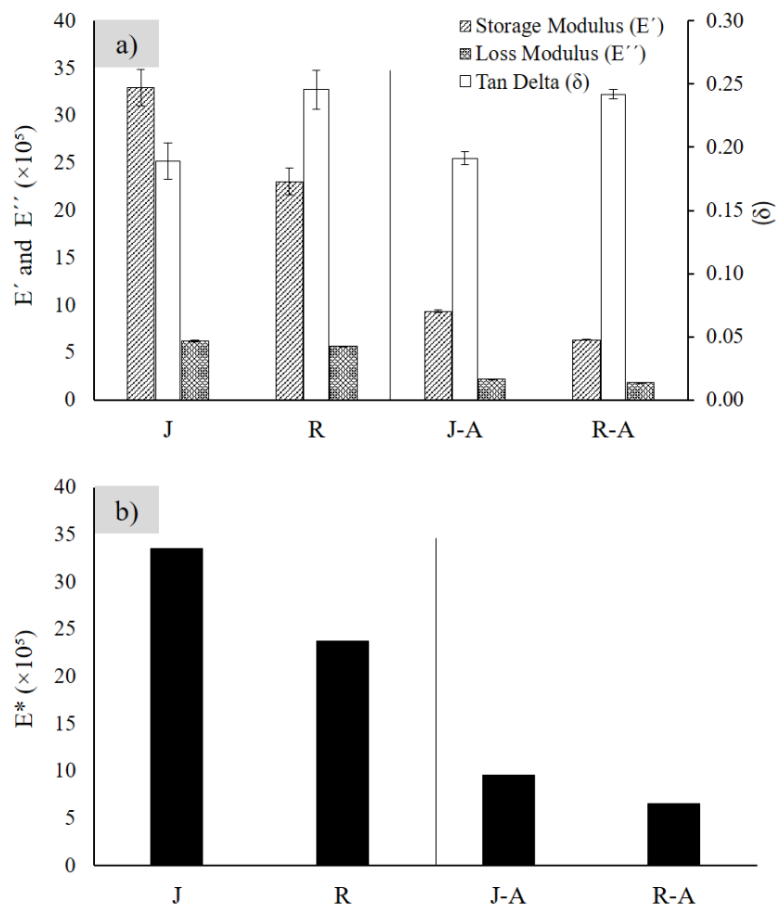 a)
Storage Modulus (E´)
Loss Modulus (E´´)
Tan Delta (δ)
40
35
30
25
20
15
10
5
0
E´ and E´´ (×10⁵)
0.30
0.25
0.20
0.15
0.10
0.05
0.00
(δ)
J R J-A R-A
b)
40
35
30
25
20
15
10
5
0
E* (×10⁵)
J R J-A R-A